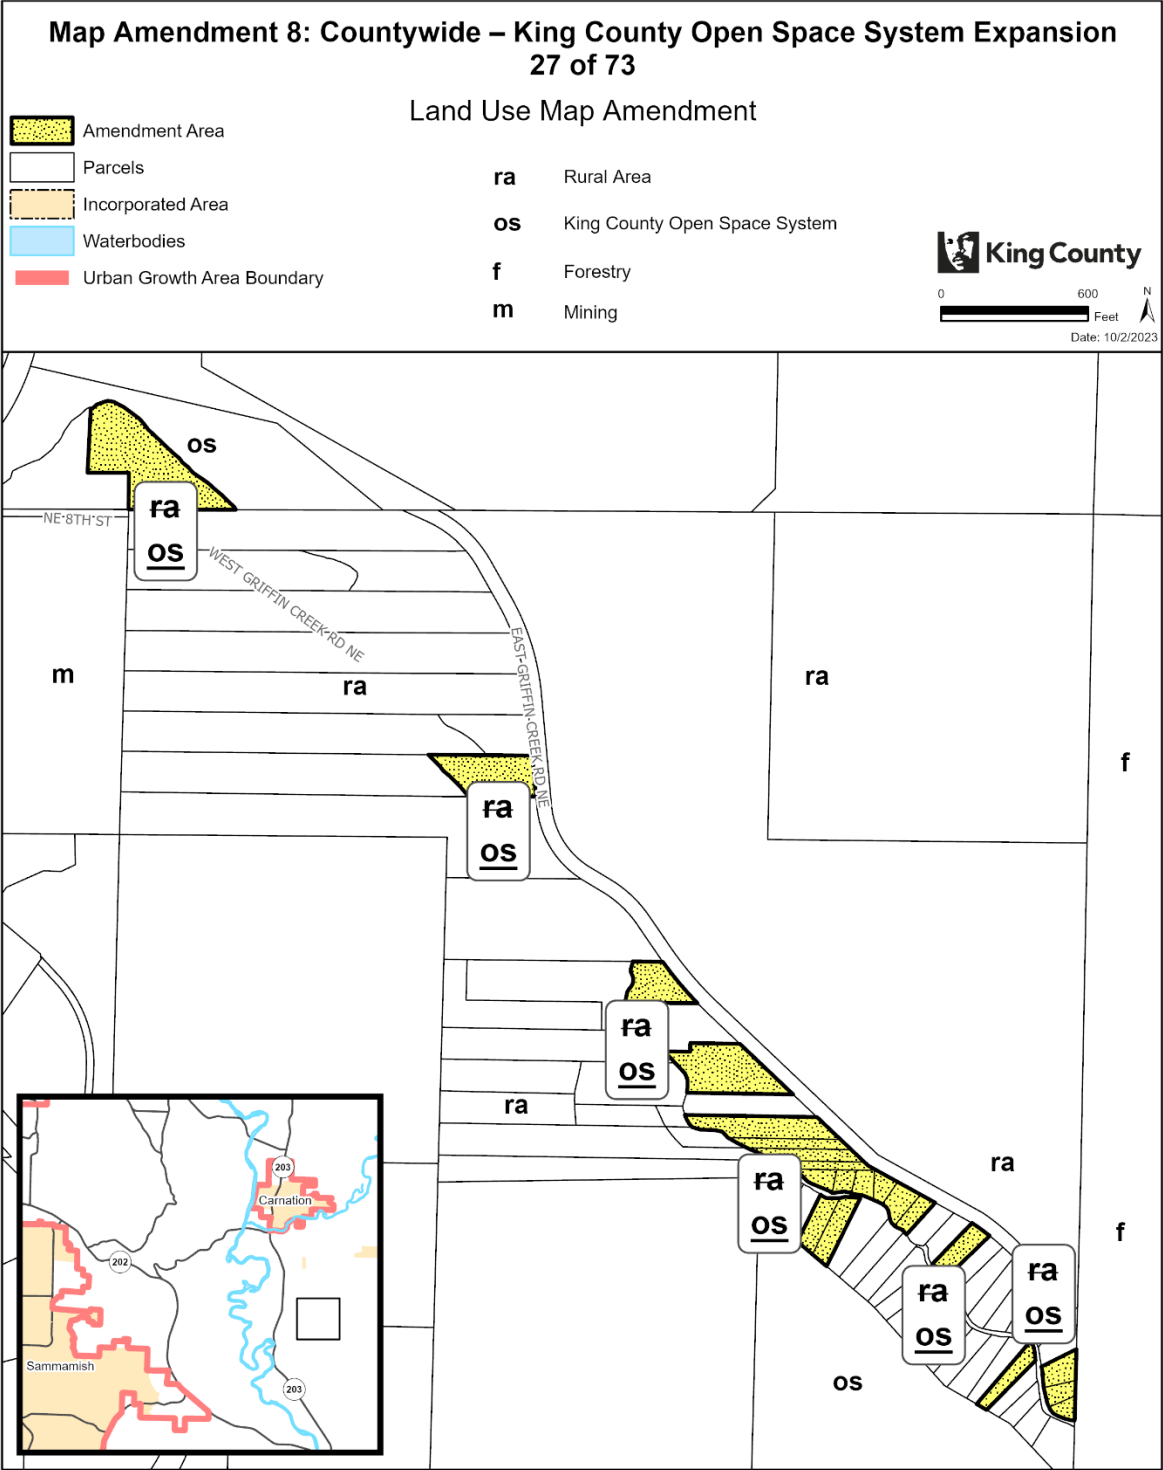 Map Amendment 8: Countywide – King County Open Space System Expansion
27 of 73
Land Use Map Amendment
Amendment Area
Parcels
Incorporated Area
Waterbodies
Urban Growth Area Boundary
ra Rural Area
os King County Open Space System
f Forestry
m Mining
King County
0 600
Feet
N
Date: 10/2/2023
os
ra
os
NE 8TH ST
WEST GRIFFIN CREEK RD NE
EAST GRIFFIN CREEK RD NE
m
ra
ra
f
ra
os
ra
os
ra
ra
ra
os
f
ra
os
ra
os
os
203
Carnation
202
Sammamish
203